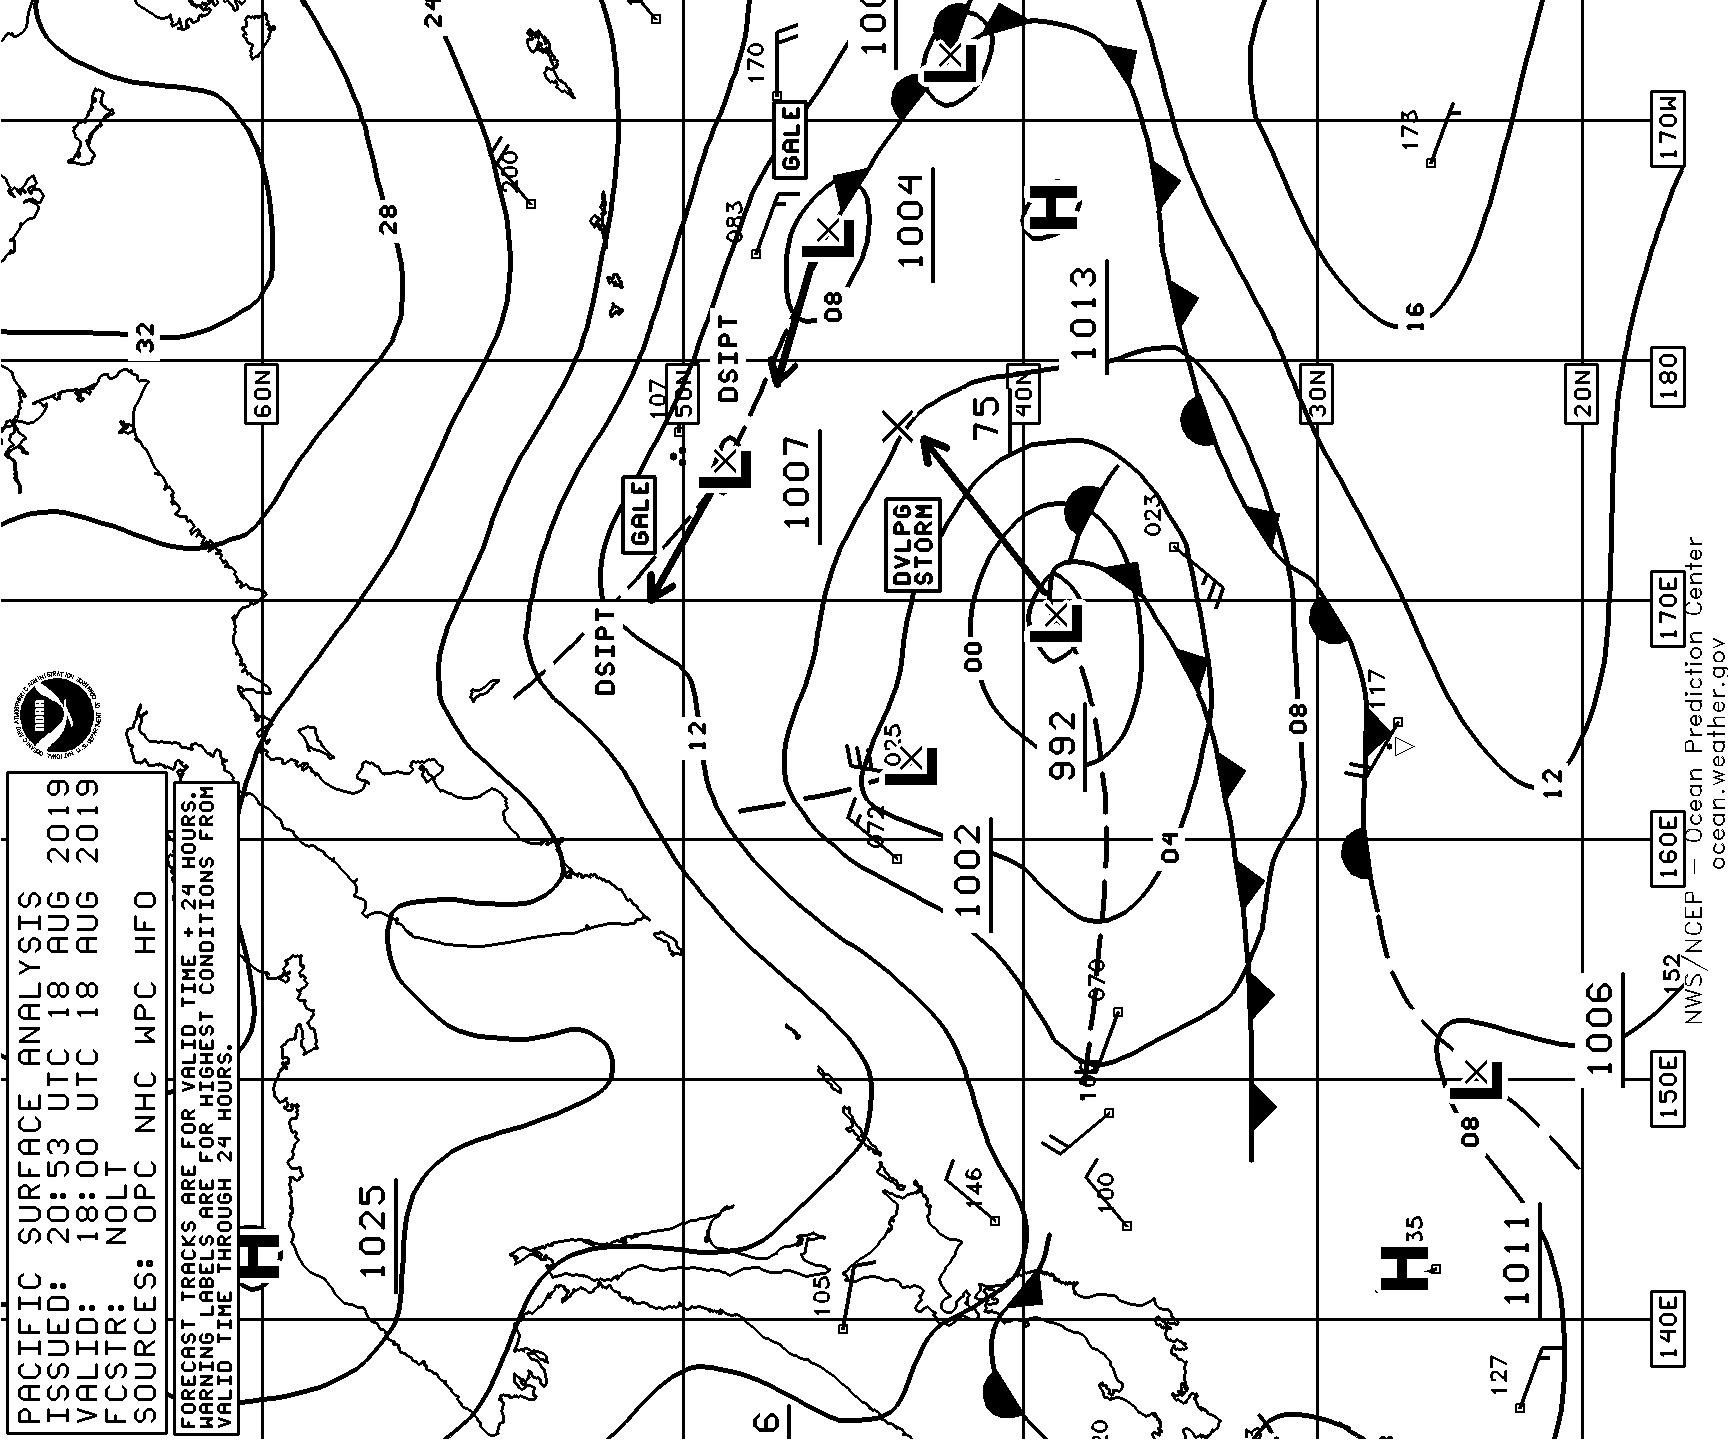 PACIFIC SURFACE ANALYSIS
ISSUED: 20:53 UTC 18 AUG 2019
VALID: 18:00 UTC 18 AUG 2019
FCSTR: NOLT
SOURCES: OPC NHC WPC HFO
FORECAST TRACKS ARE FOR VALID TIME + 24 HOURS.
WARNING LABELS ARE FOR HIGHEST CONDITIONS FROM
VALID TIME THROUGH 24 HOURS.
NOAA
H
1025
32
28
24
60N
200
107
50N
170
GALE
083
L
1004
08
DSIPT
L
1007
GALE
DSIPT
12
L
100
H
1013
75
40N
DVLPG
STORM
023
00
L
992
025
L
072
1002
04
08
070
146
100
105
6
173
16
30N
20N
117
12
152
L
1006
08
H
35
1011
127
20
170W
180
170E
160E
150E
140E
NWS/NCEP – Ocean Prediction Center
ocean.weather.gov